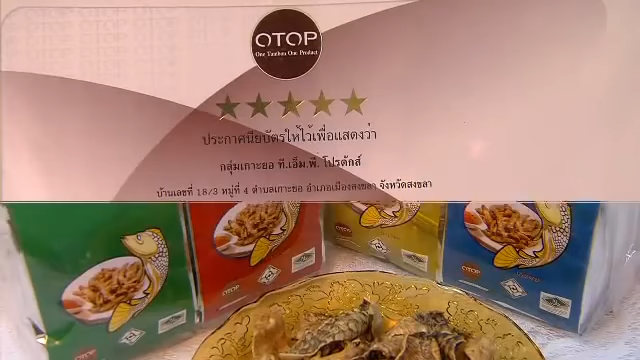 OTOP
One Tambon One Product
ประกาศนียบัตรให้ไว้เพื่อแสดงว่า
กลุ่มเกาะยอ ที.เอ็ม.พี. โปรดักส์
บ้านเลขที่ 18/3 หมู่ที่ 4 ตำบลเกาะยอ อำเภอเมืองสงขลา จังหวัดสงขลา
OTOP
OTOP
OTOP
OTOP